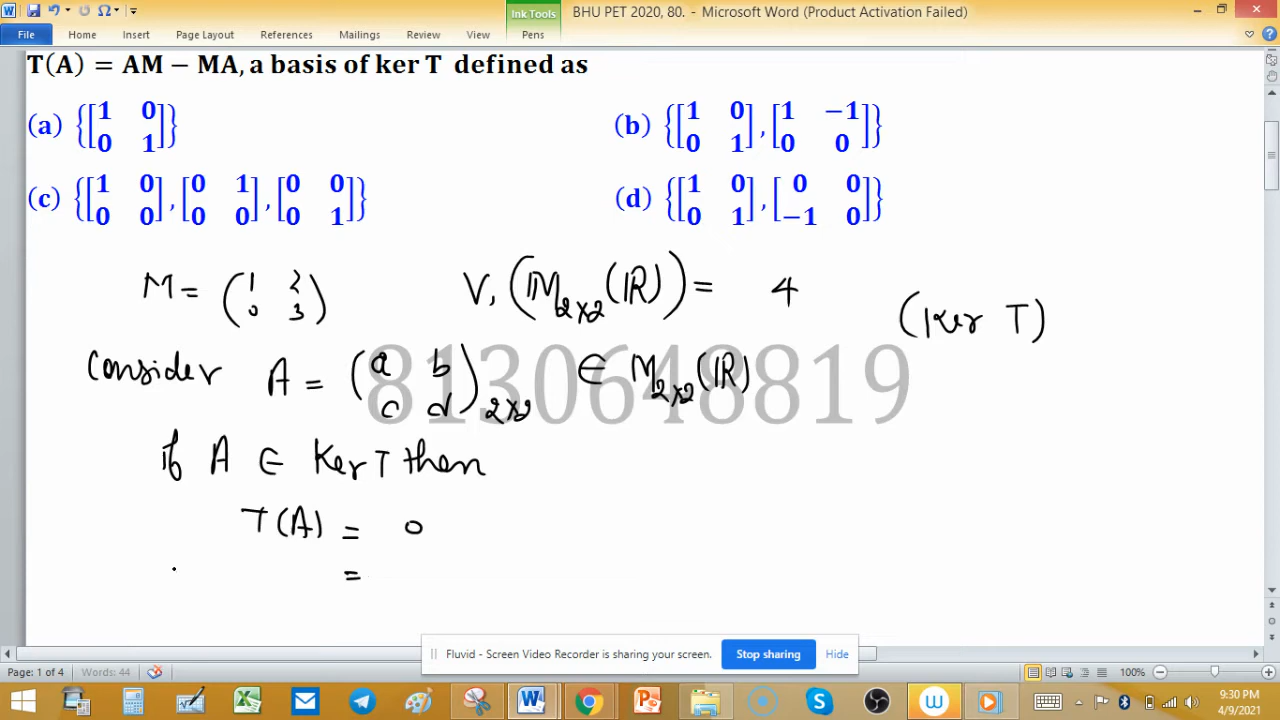 Ink Tools
BHU PET 2020, 80. - Microsoft Word (Product Activation Failed)
File Home Insert Page Layout References Mailings Review View Pens
T(A) = AM − MA, a basis of ker T defined as
(a) {[1 0
0 1]}
(b) {[1 0
0 1], [1 −1
0 0]}
(c) {[1 0
0 0], [0 1
0 0], [0 0
0 1]}
(d) {[1 0
0 1], [0 0
−1 0]}
M = (1 2
0 3)
V, (M2×2(R)) = 4
(Ker T)
Consider A = (a b
c d)2×2 ∈ M2×2(R)
8130648819
if A ∈ Ker T then
T(A) = 0
=
Fluvid - Screen Video Recorder is sharing your screen. Stop sharing Hide
Page: 1 of 4 Words: 44 100%
9:30 PM
4/9/2021